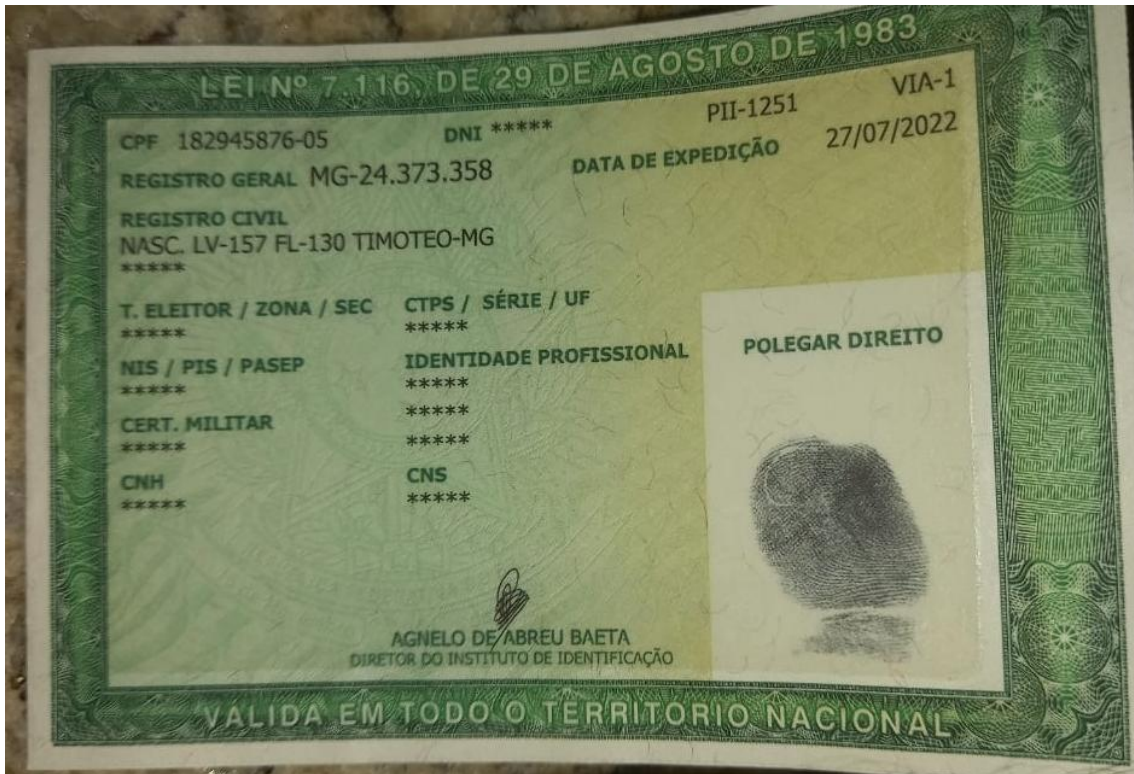 LEI Nº 7.116, DE 29 DE AGOSTO DE 1983
VIA-1
CPF 182945876-05 DNI ***** PII-1251
REGISTRO GERAL MG-24.373.358 DATA DE EXPEDIÇÃO 27/07/2022
REGISTRO CIVIL
NASC. LV-157 FL-130 TIMOTEO-MG
*****
T. ELEITOR / ZONA / SEC CTPS / SÉRIE / UF
***** *****
NIS / PIS / PASEP IDENTIDADE PROFISSIONAL
***** *****
*****
CERT. MILITAR
***** *****
CNH CNS
***** *****
POLEGAR DIREITO
AGNELO DE ABREU BAETA
DIRETOR DO INSTITUTO DE IDENTIFICAÇÃO
VÁLIDA EM TODO O TERRITÓRIO NACIONAL